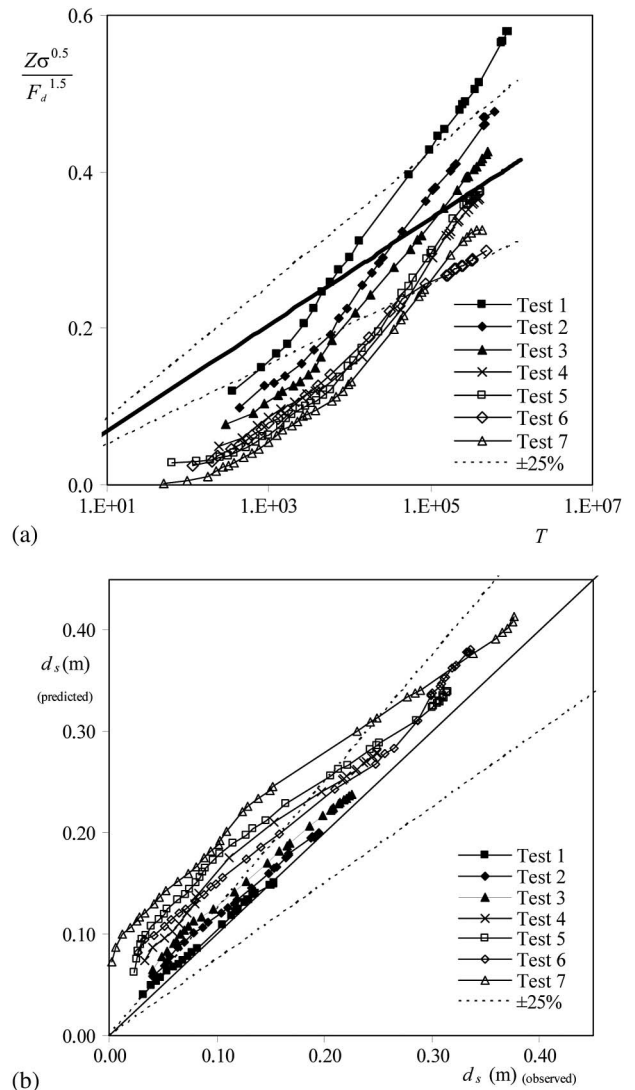 0.6
Zσ^0.5
F_d^1.5
0.4
0.2
0.0
1.E+01 1.E+03 1.E+05 1.E+07
T
Test 1
Test 2
Test 3
Test 4
Test 5
Test 6
Test 7
±25%
(a)
0.40
d_s (m)
(predicted)
0.30
0.20
0.10
0.00
0.00 0.10 0.20 0.30 0.40
d_s (m) (observed)
Test 1
Test 2
Test 3
Test 4
Test 5
Test 6
Test 7
±25%
(b)